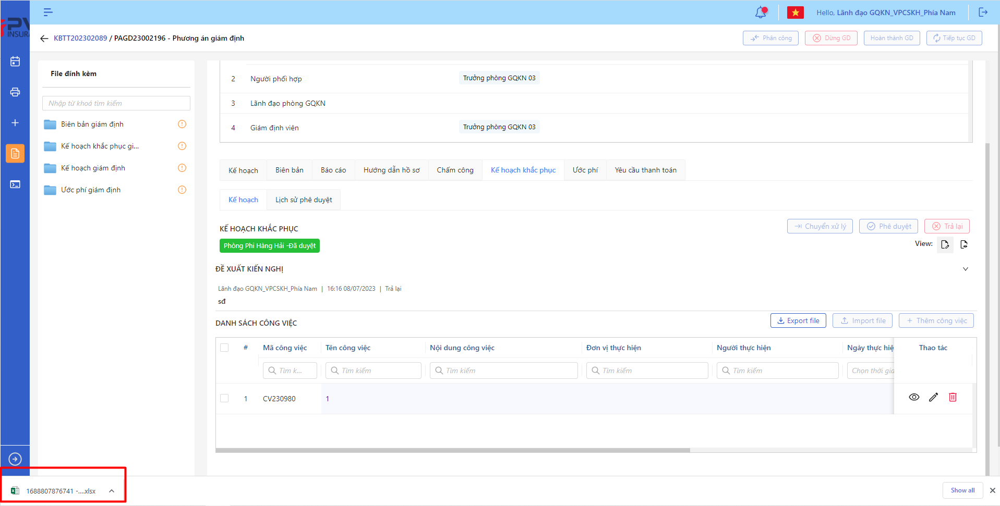 PV
INSURA
Hello, Lãnh đạo GQKN_VPCSKH_Phía Nam
KBTT202302089 / PAGD23002196 - Phương án giám định
Phân công
Dừng GD
Hoàn thành GD
Tiếp tục GD
File đính kèm
Nhập từ khoá tìm kiếm
Biên bản giám định
Kế hoạch khắc phục gi...
Kế hoạch giám định
Ước phí giám định
2 Người phối hợp Trưởng phòng GQKN 03
3 Lãnh đạo phòng GQKN
4 Giám định viên Trưởng phòng GQKN 03
Kế hoạch Biên bản Báo cáo Hướng dẫn hồ sơ Chấm công Kế hoạch khắc phục Ước phí Yêu cầu thanh toán
Kế hoạch Lịch sử phê duyệt
KẾ HOẠCH KHẮC PHỤC
Chuyển xử lý Phê duyệt Trả lại
Phòng Phi Hàng Hải -Đã duyệt
View:
ĐỀ XUẤT KIẾN NGHỊ
Lãnh đạo GQKN_VPCSKH_Phía Nam | 16:16 08/07/2023 | Trả lại
sđ
DANH SÁCH CÔNG VIỆC
Export file Import file Thêm công việc
# Mã công việc Tên công việc Nội dung công việc Đơn vị thực hiện Người thực hiện Ngày thực hiệ Thao tác
Tìm k... Tìm kiếm Tìm kiếm Tìm kiếm Tìm kiếm Chọn thời gia
1 CV230980 1
1688807876741 -....xlsx
Show all